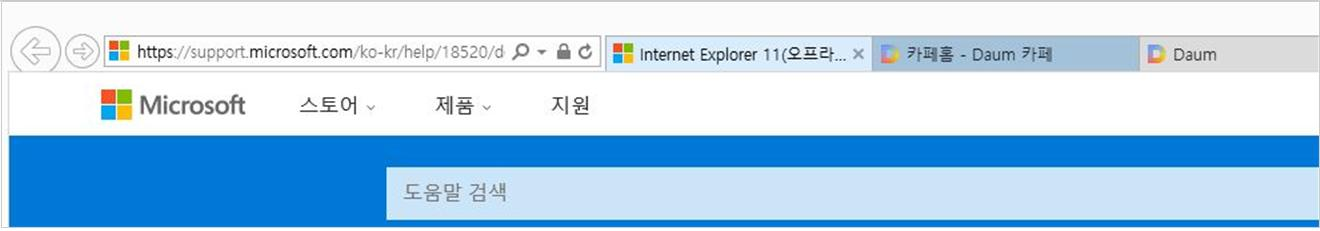 https://support.microsoft.com/ko-kr/help/18520/d Internet Explorer 11(오프라... 카페홈 - Daum 카페 Daum
Microsoft 스토어 제품 지원
도움말 검색